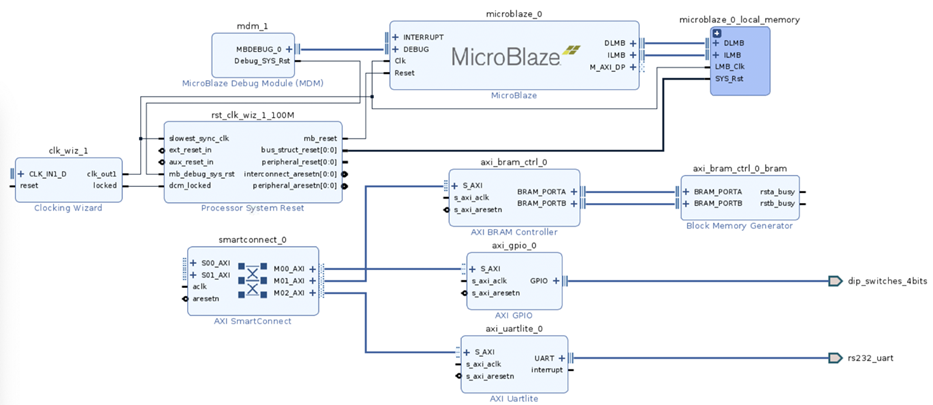 mdm_1
MBDEBUG_0
Debug_SYS_Rst
MicroBlaze Debug Module (MDM)
microblaze_0
INTERRUPT
DEBUG
Clk
Reset
MicroBlaze
DLMB
ILMB
M_AXI_DP
MicroBlaze
microblaze_0_local_memory
DLMB
ILMB
LMB_Clk
SYS_Rst
clk_wiz_1
CLK_IN1_D
reset
clk_out1
locked
Clocking Wizard
rst_clk_wiz_1_100M
slowest_sync_clk
ext_reset_in
aux_reset_in
mb_debug_sys_rst
dcm_locked
mb_reset
bus_struct_reset[0:0]
peripheral_reset[0:0]
interconnect_aresetn[0:0]
peripheral_aresetn[0:0]
Processor System Reset
axi_bram_ctrl_0
S_AXI
s_axi_aclk
s_axi_aresetn
BRAM_PORTA
BRAM_PORTB
AXI BRAM Controller
axi_bram_ctrl_0_bram
BRAM_PORTA
BRAM_PORTB
rsta_busy
rstb_busy
Block Memory Generator
smartconnect_0
S00_AXI
S01_AXI
aclk
aresetn
M00_AXI
M01_AXI
M02_AXI
AXI SmartConnect
axi_gpio_0
S_AXI
s_axi_aclk
s_axi_aresetn
GPIO
AXI GPIO
dip_switches_4bits
axi_uartlite_0
S_AXI
s_axi_aclk
s_axi_aresetn
UART
interrupt
AXI Uartlite
rs232_uart